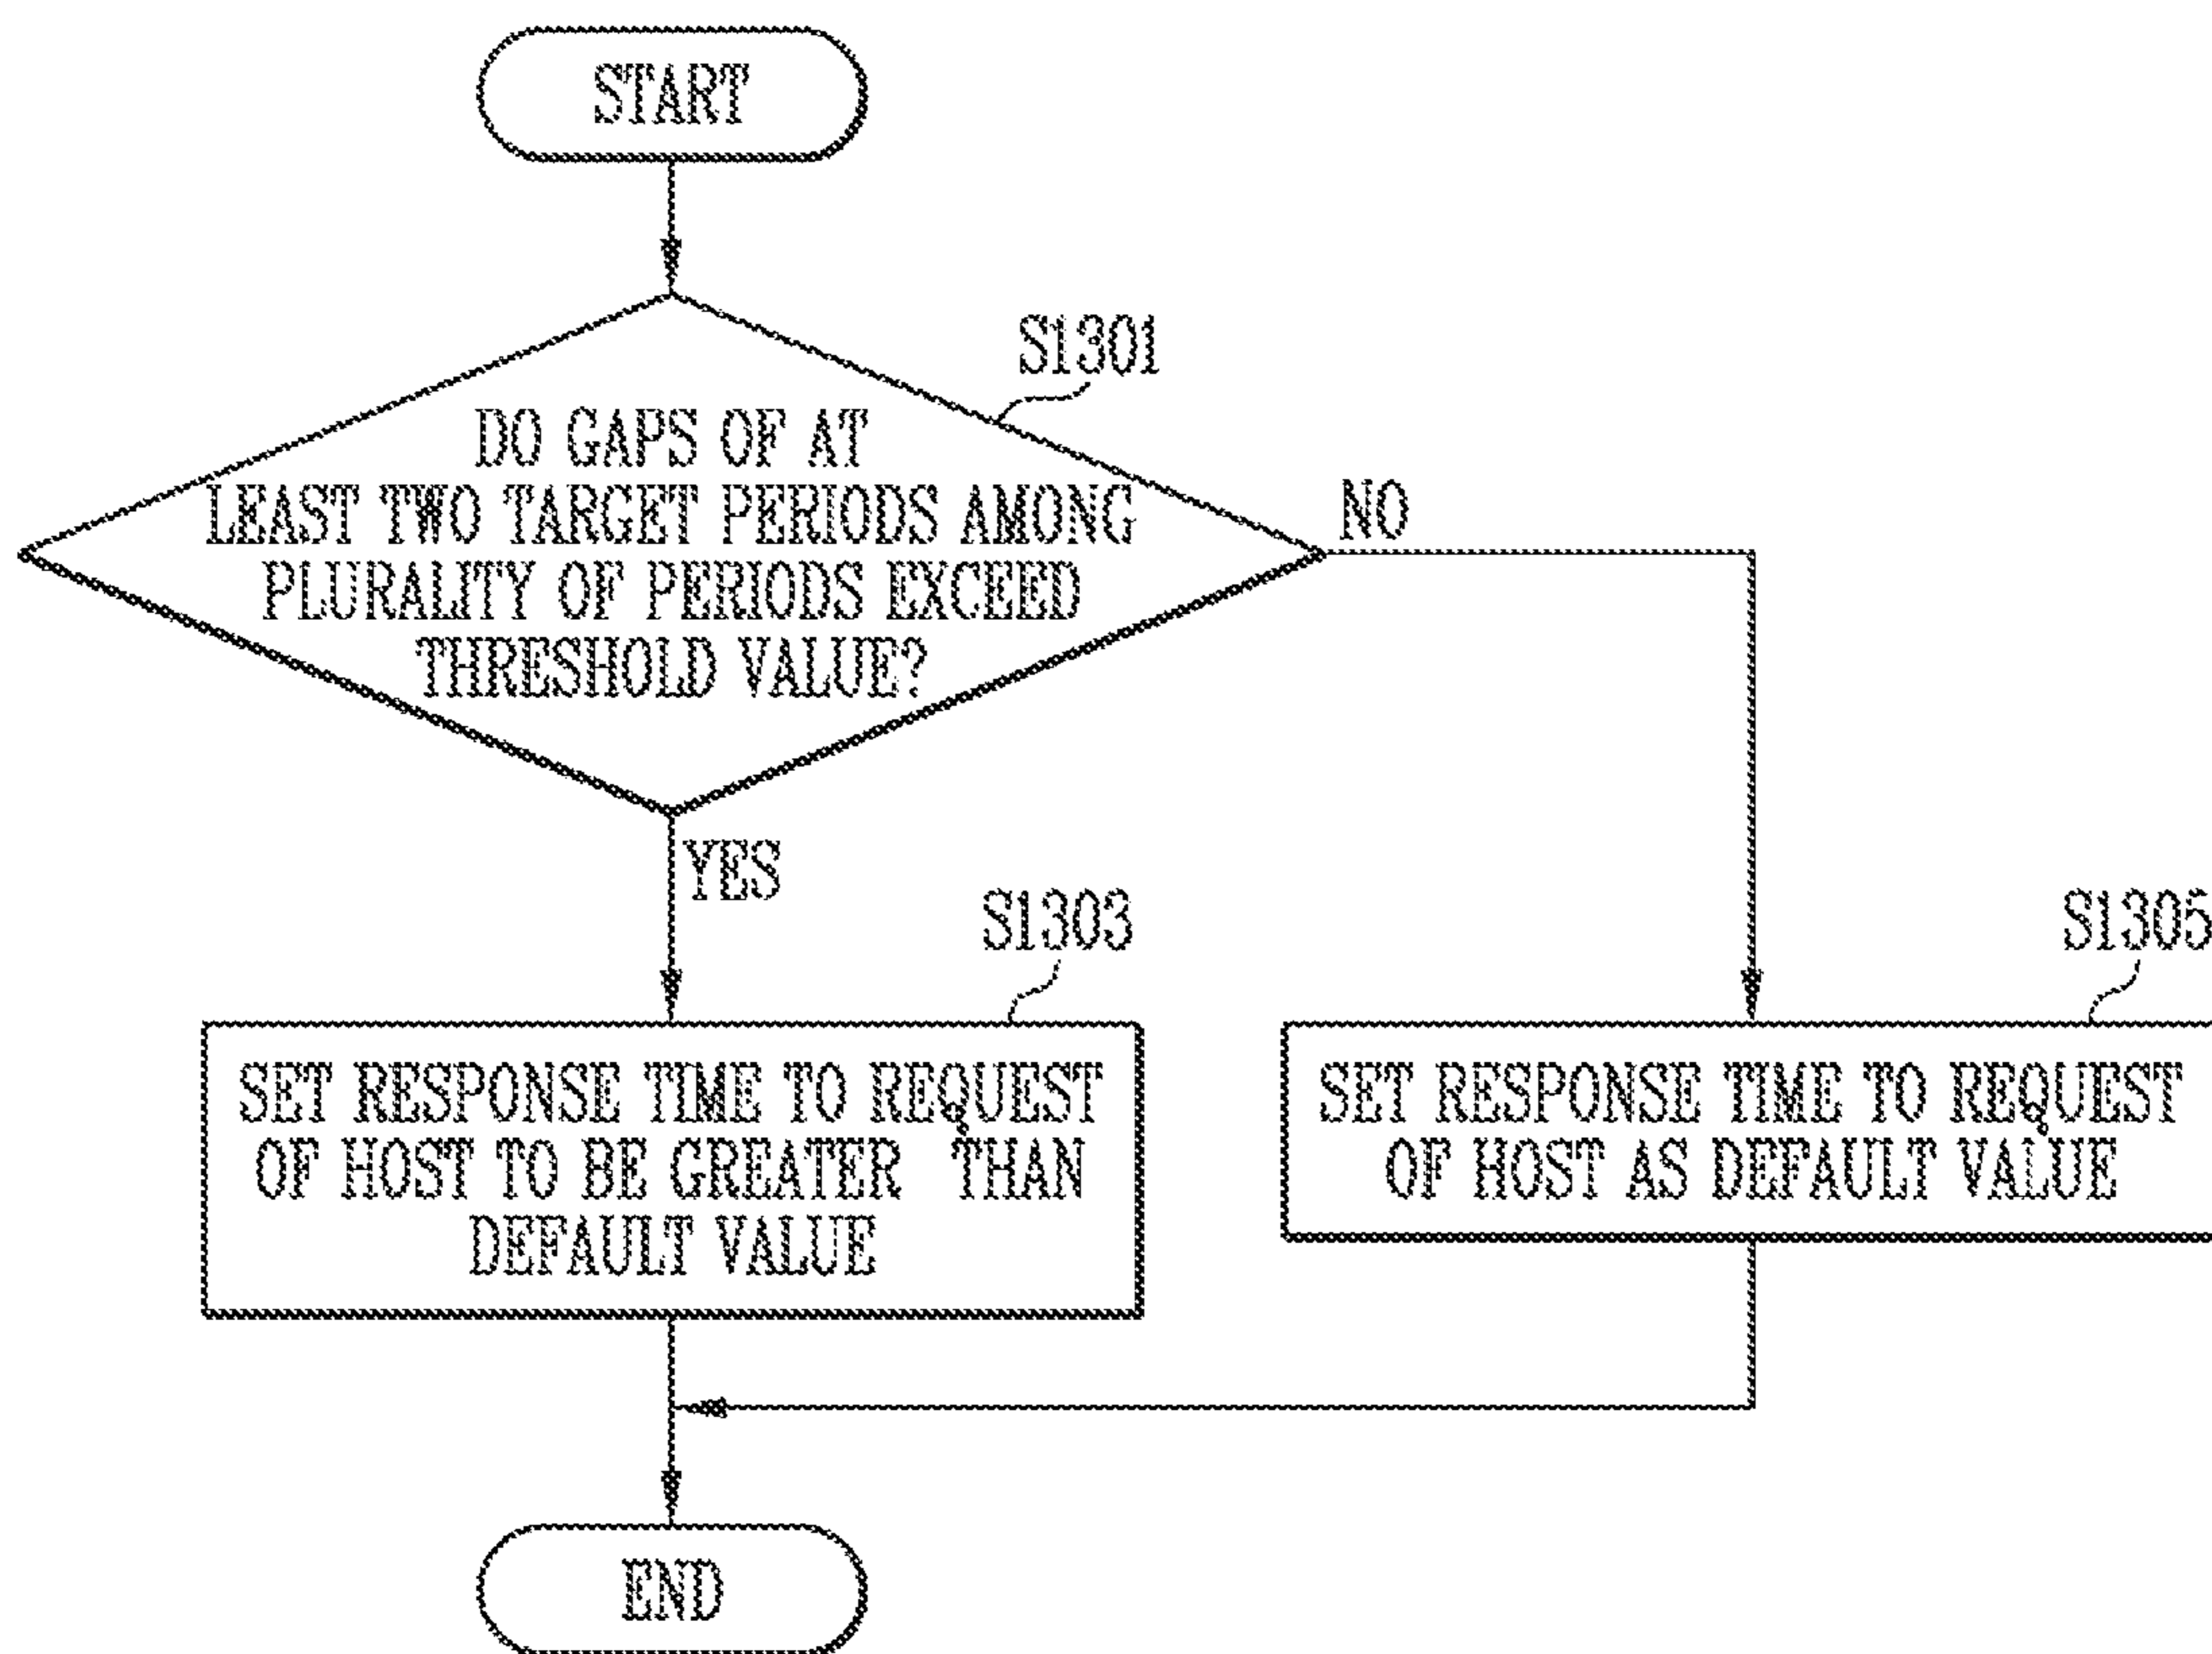 START
S1301
DO GAPS OF AT
LEAST TWO TARGET PERIODS AMONG
PLURALITY OF PERIODS EXCEED
THRESHOLD VALUE?
NO
YES
S1303
SET RESPONSE TIME TO REQUEST
OF HOST TO BE GREATER THAN
DEFAULT VALUE
S1305
SET RESPONSE TIME TO REQUEST
OF HOST AS DEFAULT VALUE
END